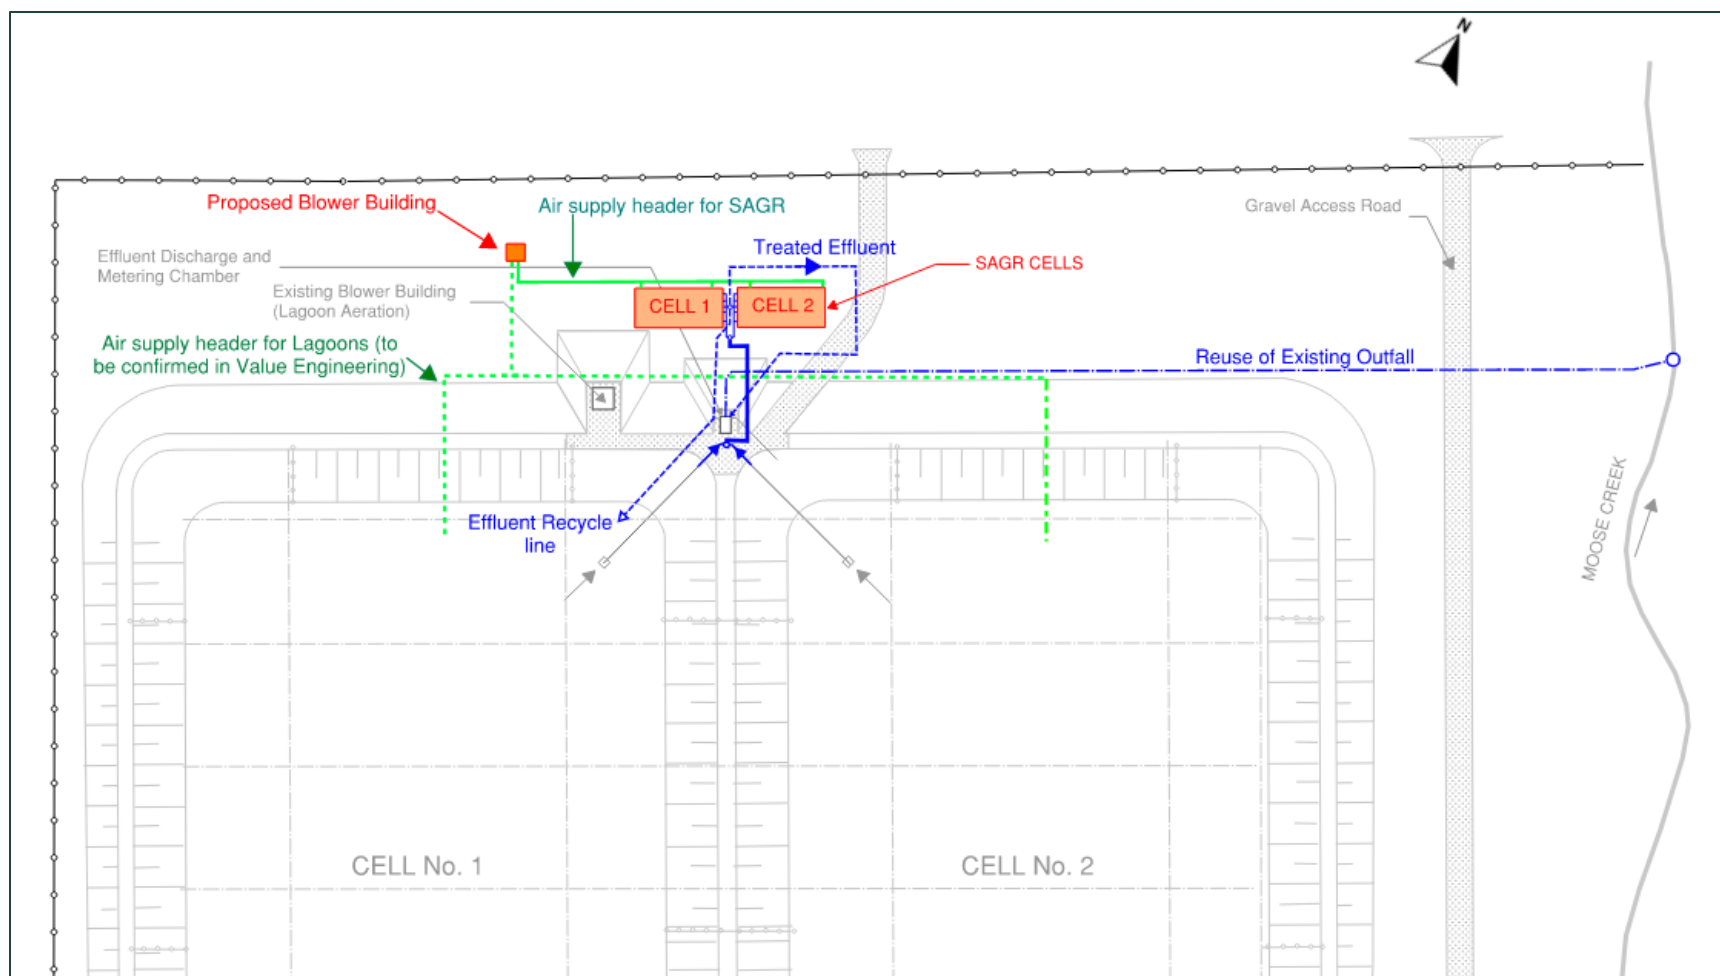 N
Proposed Blower Building
Air supply header for SAGR
Gravel Access Road
Treated Effluent
Effluent Discharge and
Metering Chamber
SAGR CELLS
Existing Blower Building
(Lagoon Aeration)
CELL 1
CELL 2
Air supply header for Lagoons (to
be confirmed in Value Engineering)
Reuse of Existing Outfall
Effluent Recycle
line
MOOSE CREEK
CELL No. 1
CELL No. 2